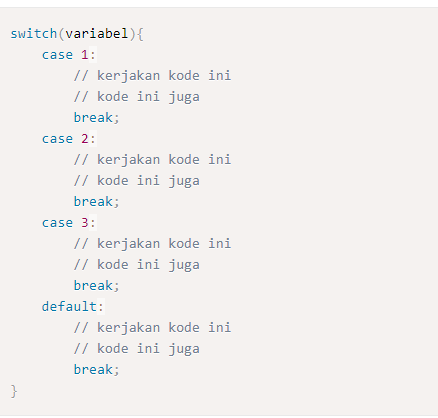 switch(variabel){
    case 1:
        // kerjakan kode ini
        // kode ini juga
        break;
    case 2:
        // kerjakan kode ini
        // kode ini juga
        break;
    case 3:
        // kerjakan kode ini
        // kode ini juga
        break;
    default:
        // kerjakan kode ini
        // kode ini juga
        break;
}